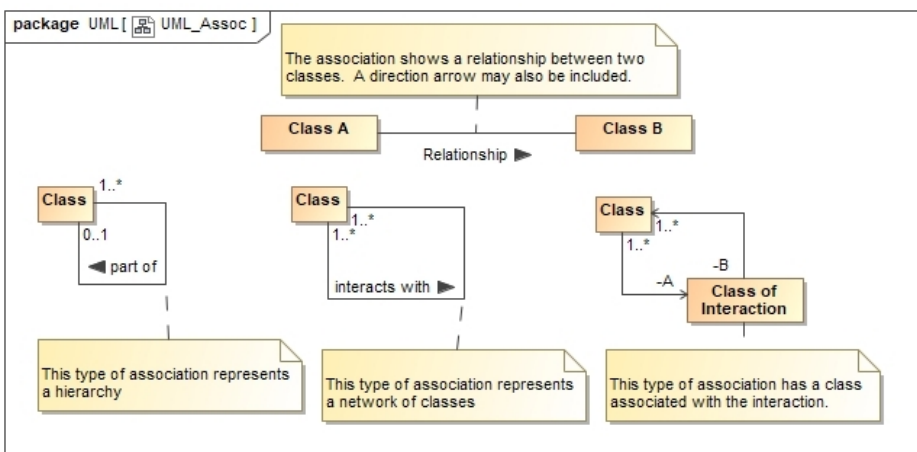 package UML [ UML_Assoc ]
The association shows a relationship between two
classes. A direction arrow may also be included.
Class A
Class B
Relationship
Class
1..*
0..1
part of
Class
1..*
1..*
interacts with
Class
1..*
1..*
-A
-B
Class of
Interaction
This type of association represents
a hierarchy
This type of association represents
a network of classes
This type of association has a class
associated with the interaction.